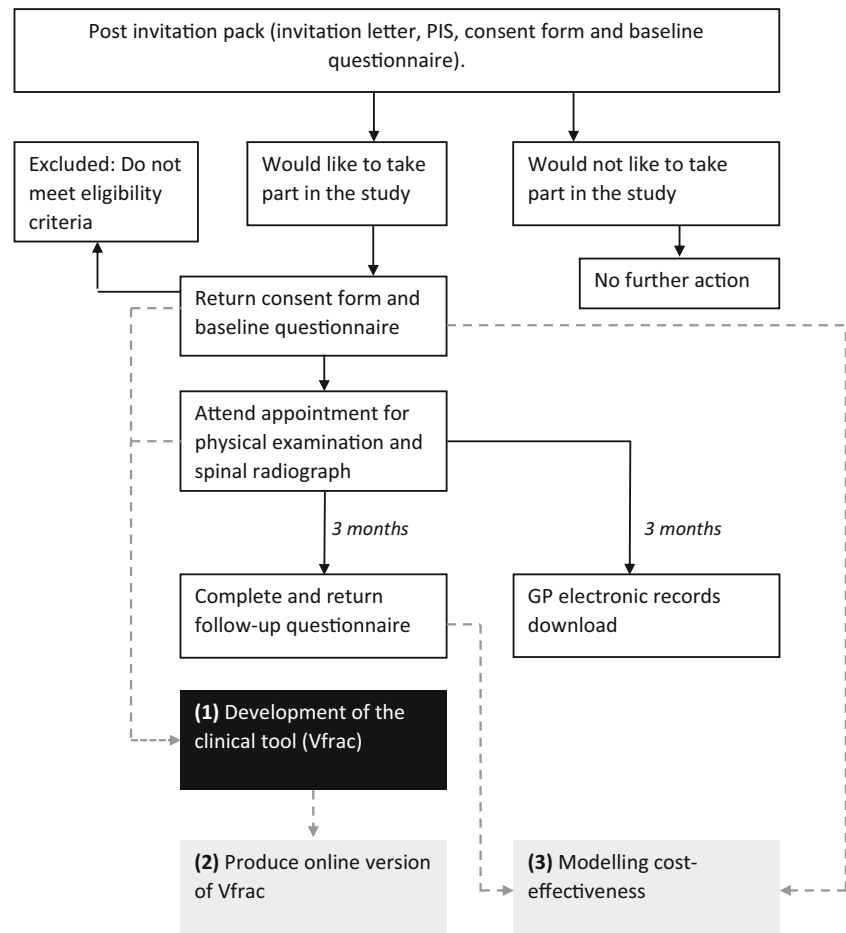 Post invitation pack (invitation letter, PIS, consent form and baseline
questionnaire).
Excluded: Do not
meet eligibility
criteria
Would like to take
part in the study
Would not like to take
part in the study
No further action
Return consent form and
baseline questionnaire
Attend appointment for
physical examination and
spinal radiograph
3 months
3 months
Complete and return
follow-up questionnaire
GP electronic records
download
(1) Development of the
clinical tool (Vfrac)
(2) Produce online version
of Vfrac
(3) Modelling cost-
effectiveness